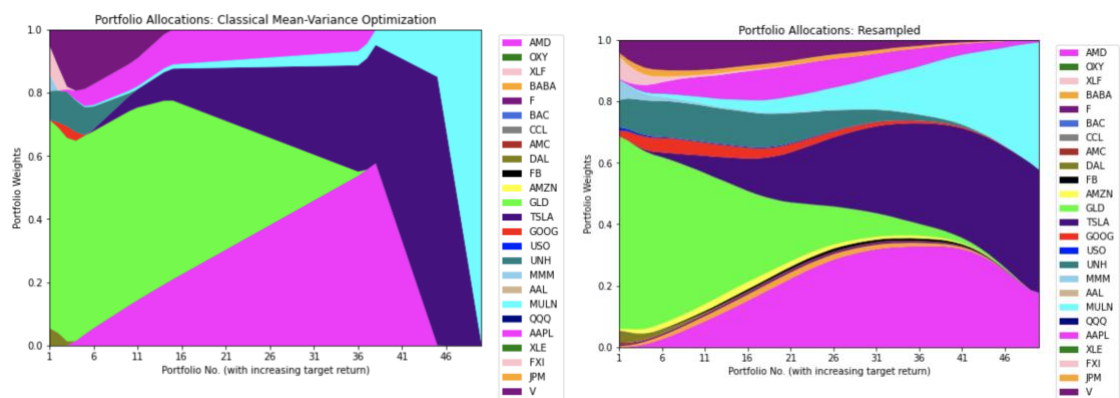 Portfolio Allocations: Classical Mean-Variance Optimization
1.0
0.8
0.6
0.4
0.2
0.0
Portfolio Weights
1 6 11 16 21 26 31 36 41 46
Portfolio No. (with increasing target return)
AMD
OXY
XLF
BABA
F
BAC
CCL
AMC
DAL
FB
AMZN
GLD
TSLA
GOOG
USO
UNH
MMM
AAL
MULN
QQQ
AAPL
XLE
FXI
JPM
V
Portfolio Allocations: Resampled
1.0
0.8
0.6
0.4
0.2
0.0
Portfolio Weights
1 6 11 16 21 26 31 36 41 46
Portfolio No. (with increasing target return)
AMD
OXY
XLF
BABA
F
BAC
CCL
AMC
DAL
FB
AMZN
GLD
TSLA
GOOG
USO
UNH
MMM
AAL
MULN
QQQ
AAPL
XLE
FXI
JPM
V